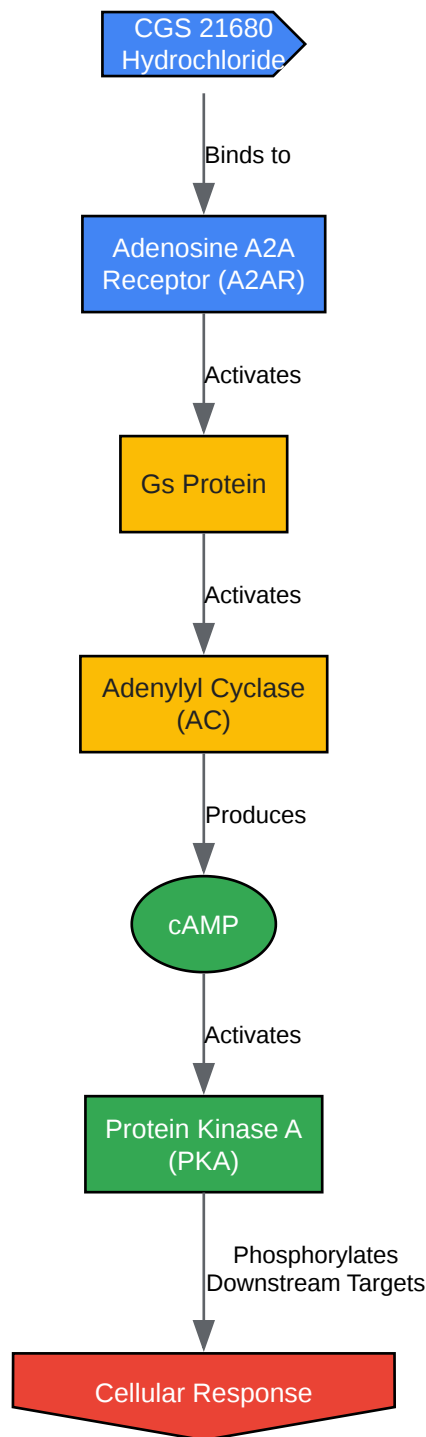 CGS 21680
Hydrochloride
Binds to
Adenosine A2A
Receptor (A2AR)
Activates
Gs Protein
Activates
Adenylyl Cyclase
(AC)
Produces
cAMP
Activates
Protein Kinase A
(PKA)
Phosphorylates
Downstream Targets
Cellular Response